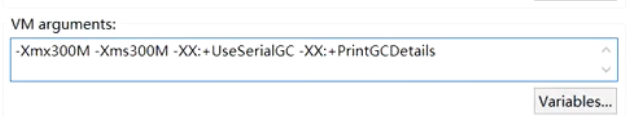 VM arguments:
-Xmx300M -Xms300M -XX:+UseSerialGC -XX:+PrintGCDetails
Variables...